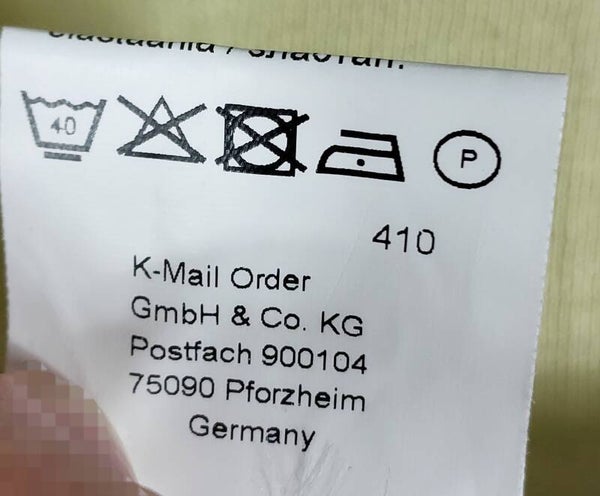 40
P
410
K-Mail Order
GmbH & Co. KG
Postfach 900104
75090 Pforzheim
Germany